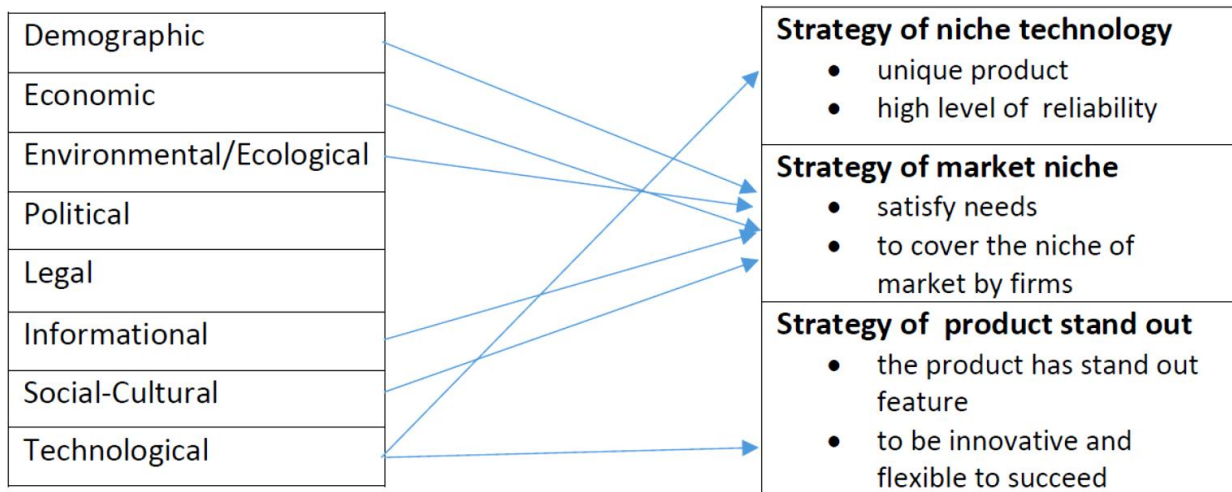 Demographic
Economic
Environmental/Ecological
Political
Legal
Informational
Social-Cultural
Technological
Strategy of niche technology
• unique product
• high level of reliability
Strategy of market niche
• satisfy needs
• to cover the niche of
market by firms
Strategy of product stand out
• the product has stand out
feature
• to be innovative and
flexible to succeed